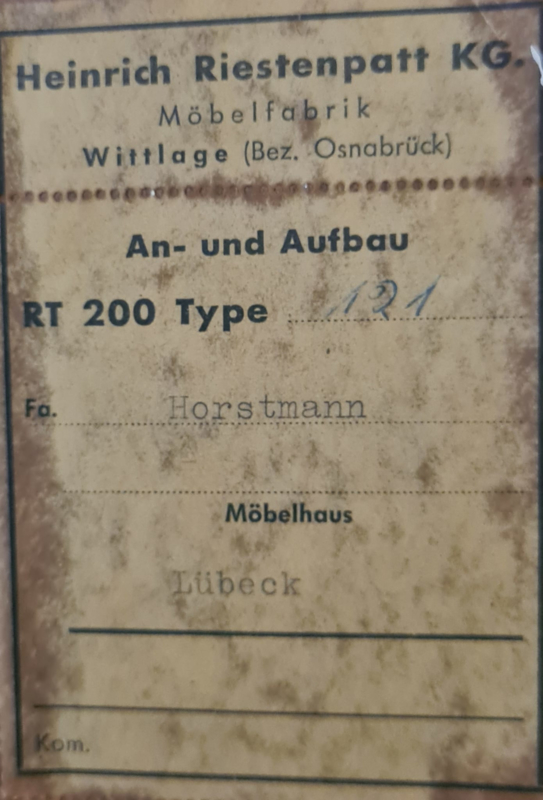 Heinrich Riestenpatt KG.
Möbelfabrik
Wittlage (Bez. Osnabrück)
An- und Aufbau
RT 200 Type 121
Fa. Horstmann
Möbelhaus
Lübeck
Kom.